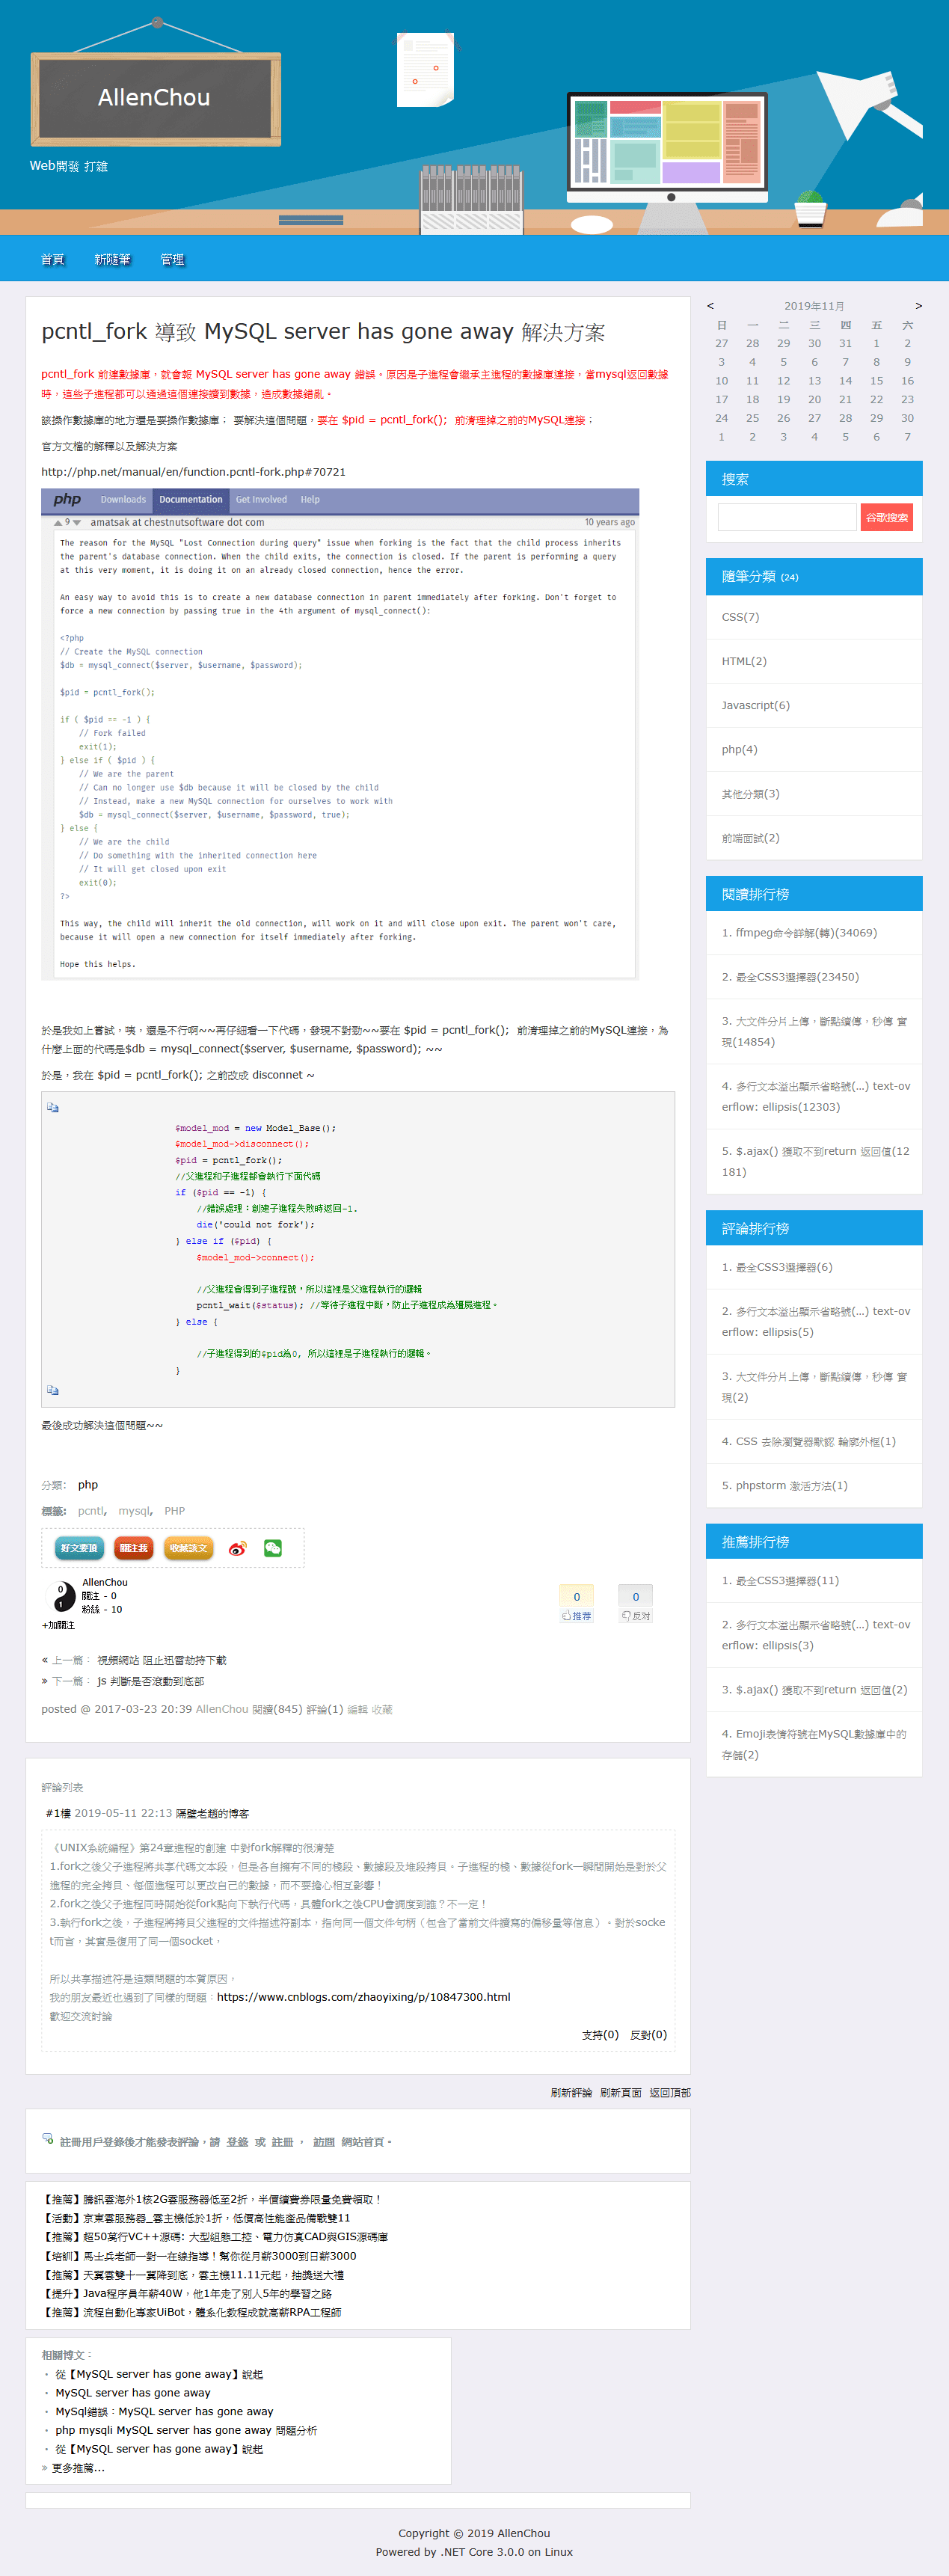 AllenChou
Web開發 打雜
首頁
新隨筆
管理
pcntl_fork 導致 MySQL server has gone away 解決方案
pcntl_fork 前連數據庫，就會報 MySQL server has gone away 錯誤。原因是子進程會繼承主進程的數據庫連接，當mysql返回數據
時，這些子進程都可以通過這個連接讀到數據，造成數據錯亂。
該操作數據庫的地方還是要操作數據庫； 要解決這個問題，要在 $pid = pcntl_fork();  前清理掉之前的MySQL連接；
官方文檔的解釋以及解決方案
http://php.net/manual/en/function.pcntl-fork.php#70721
php Downloads Documentation Get Involved Help
9 amatsak at chestnutsoftware dot com 10 years ago
The reason for the MySQL "Lost Connection during query" issue when forking is the fact that the child process inherits
the parent's database connection. When the child exits, the connection is closed. If the parent is performing a query
at this very moment, it is doing it on an already closed connection, hence the error.
An easy way to avoid this is to create a new database connection in parent immediately after forking. Don't forget to
force a new connection by passing true in the 4th argument of mysql_connect():
<?php
// Create the MySQL connection
$db = mysql_connect($server, $username, $password);
$pid = pcntl_fork();
if ( $pid == -1 ) {
// Fork failed
exit(1);
} else if ( $pid ) {
// We are the parent
// Can no longer use $db because it will be closed by the child
// Instead, make a new MySQL connection for ourselves to work with
$db = mysql_connect($server, $username, $password, true);
} else {
// We are the child
// Do something with the inherited connection here
// It will get closed upon exit
exit(0);
?>
This way, the child will inherit the old connection, will work on it and will close upon exit. The parent won't care,
because it will open a new connection for itself immediately after forking.
Hope this helps.
於是我如上嘗試，咦，還是不行啊~~再仔細看一下代碼，發現不對勁~~要在 $pid = pcntl_fork();  前清理掉之前的MySQL連接，為
什麼上面的代碼是$db = mysql_connect($server, $username, $password); ~~
於是，我在 $pid = pcntl_fork(); 之前改成 disconnet ~
$model_mod = new Model_Base();
$model_mod->disconnect();
$pid = pcntl_fork();
//父進程和子進程都會執行下面代碼
if ($pid == -1) {
//錯誤處理：創建子進程失敗時返回-1.
die('could not fork');
} else if ($pid) {
$model_mod->connect();
//父進程會得到子進程號，所以這裡是父進程執行的邏輯
pcntl_wait($status); //等待子進程中斷，防止子進程成為殭屍進程。
} else {
//子進程得到的$pid為0, 所以這裡是子進程執行的邏輯。
}
最後成功解決這個問題~~
分類: php
標籤: pcntl, mysql, PHP
好文要頂 關注我 收藏該文
AllenChou
關注 - 0
粉絲 - 10
+加關注
0
推荐
0
反对
« 上一篇： 視頻網站 阻止迅雷劫持下載
» 下一篇： js 判斷是否滾動到底部
posted @ 2017-03-23 20:39 AllenChou 閱讀(845) 評論(1) 編輯 收藏
評論列表
#1樓 2019-05-11 22:13 隔壁老趙的博客
《UNIX系統編程》第24章進程的創建 中對fork解釋的很清楚
1.fork之後父子進程將共享代碼文本段，但是各自擁有不同的棧段、數據段及堆段拷貝。子進程的棧、數據從fork一瞬間開始是對於父
進程的完全拷貝、每個進程可以更改自己的數據，而不要擔心相互影響！
2.fork之後父子進程同時開始從fork點向下執行代碼，具體fork之後CPU會調度到誰？不一定！
3.執行fork之後，子進程將拷貝父進程的文件描述符副本，指向同一個文件句柄（包含了當前文件讀寫的偏移量等信息）。對於socke
t而言，其實是復用了同一個socket，
所以共享描述符是這類問題的本質原因，
我的朋友最近也遇到了同樣的問題：https://www.cnblogs.com/zhaoyixing/p/10847300.html
歡迎交流討論
支持(0) 反對(0)
刷新評論 刷新頁面 返回頂部
註冊用戶登錄後才能發表評論，請 登錄 或 註冊 ， 訪問 網站首頁。
【推薦】騰訊雲海外1核2G雲服務器低至2折，半價續費券限量免費領取！
【活動】京東雲服務器_雲主機低於1折，低價高性能產品備戰雙11
【推薦】超50萬行VC++源碼: 大型組態工控、電力仿真CAD與GIS源碼庫
【培訓】馬士兵老師一對一在線指導！幫你從月薪3000到日薪3000
【推薦】天翼雲雙十一翼降到底，雲主機11.11元起，抽獎送大禮
【提升】Java程序員年薪40W，他1年走了別人5年的學習之路
【推薦】流程自動化專家UiBot，體系化教程成就高薪RPA工程師
相關博文：
· 從【MySQL server has gone away】說起
· MySQL server has gone away
· MySql錯誤：MySQL server has gone away
· php mysqli MySQL server has gone away 問題分析
· 從【MySQL server has gone away】說起
» 更多推薦...
< 2019年11月 >
日 一 二 三 四 五 六
27 28 29 30 31 1 2
3 4 5 6 7 8 9
10 11 12 13 14 15 16
17 18 19 20 21 22 23
24 25 26 27 28 29 30
1 2 3 4 5 6 7
搜索
谷歌搜索
隨筆分類 (24)
CSS(7)
HTML(2)
Javascript(6)
php(4)
其他分類(3)
前端面試(2)
閱讀排行榜
1. ffmpeg命令詳解(轉)(34069)
2. 最全CSS3選擇器(23450)
3. 大文件分片上傳，斷點續傳，秒傳 實
現(14854)
4. 多行文本溢出顯示省略號(…) text-ov
erflow: ellipsis(12303)
5. $.ajax() 獲取不到return 返回值(12
181)
評論排行榜
1. 最全CSS3選擇器(6)
2. 多行文本溢出顯示省略號(…) text-ov
erflow: ellipsis(5)
3. 大文件分片上傳，斷點續傳，秒傳 實
現(2)
4. CSS 去除瀏覽器默認 輪廓外框(1)
5. phpstorm 激活方法(1)
推薦排行榜
1. 最全CSS3選擇器(11)
2. 多行文本溢出顯示省略號(…) text-ov
erflow: ellipsis(3)
3. $.ajax() 獲取不到return 返回值(2)
4. Emoji表情符號在MySQL數據庫中的
存儲(2)
Copyright © 2019 AllenChou
Powered by .NET Core 3.0.0 on Linux